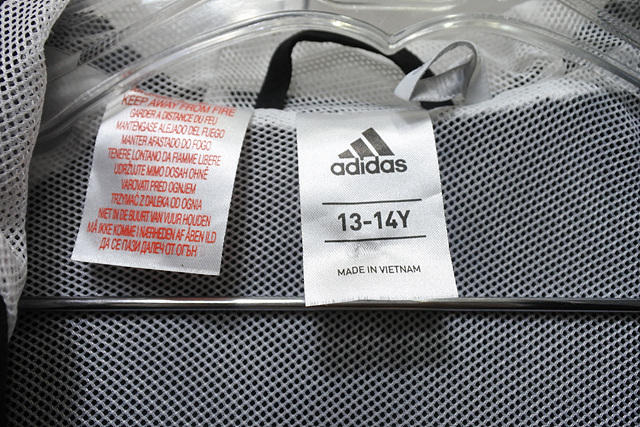 KEEP AWAY FROM FIRE
GARDER A DISTANCE DU FEU
MANTENGASE ALEJADO DEL FUEGO
MANTER AFASTADO DO FOGO
TENERE LONTANO DA FIAMME LIBERE
UDRŽUJTE MIMO DOSAH OHNĚ
VAROVATI PRED OGNJEM
TRZYMAĆ Z DALEKA OD OGNIA
NIET IN DE BUURT VAN VUUR HOUDEN
MÅ IKKE KOMME I NÆRHEDEN AF ÅBEN ILD
ДА СЕ ПАЗИ ДАЛЕЧ ОТ ОГЪН
adidas
13-14Y
MADE IN VIETNAM